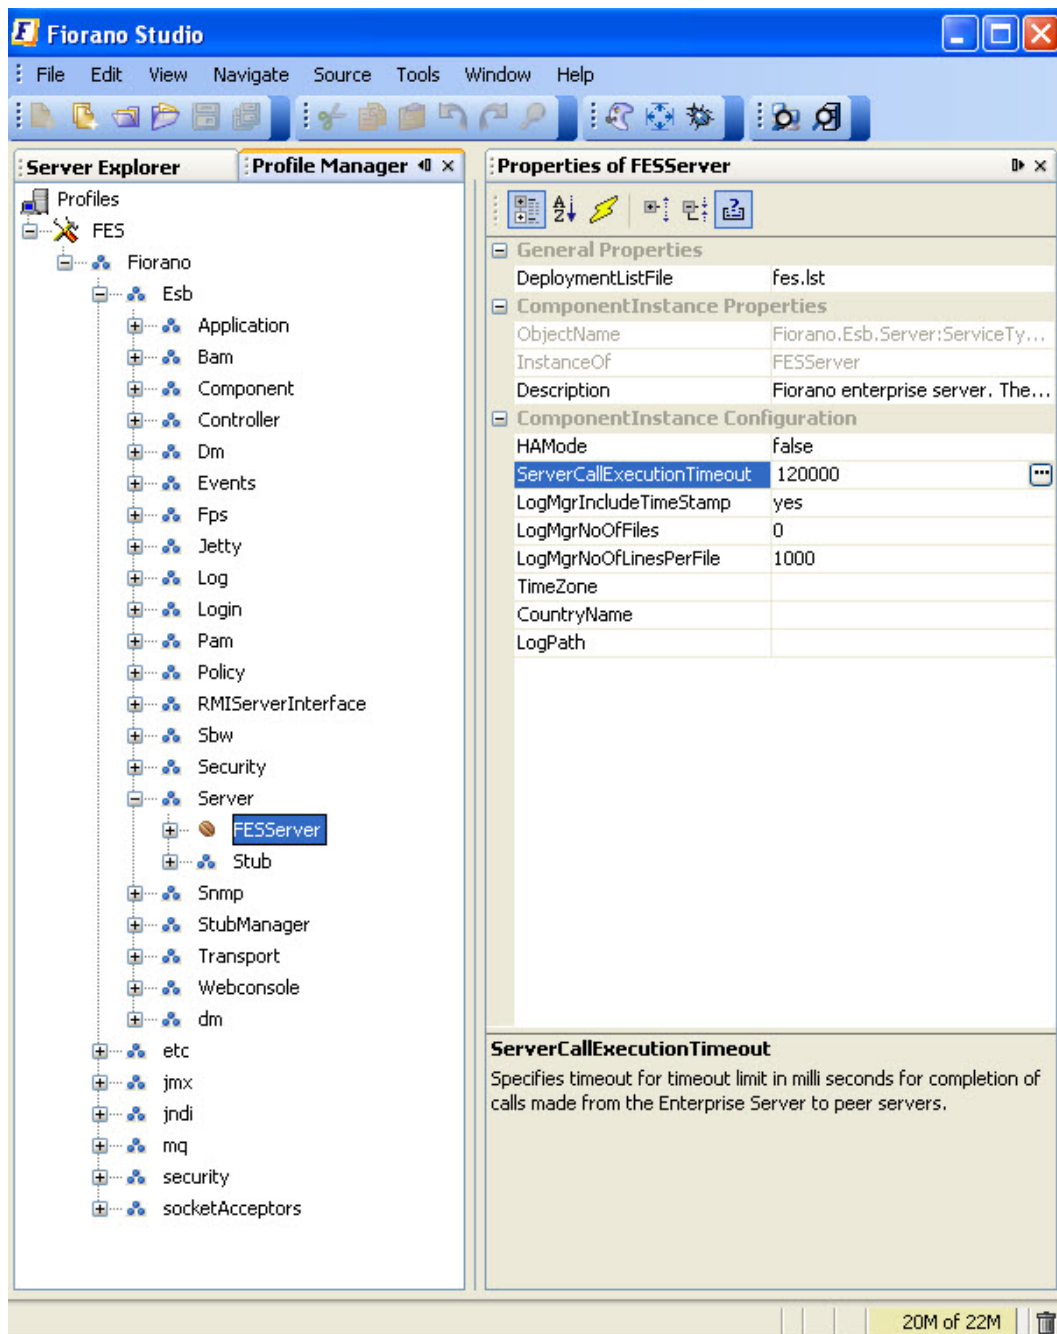 Fiorano Studio
File Edit View Navigate Source Tools Window Help
Server Explorer
Profile Manager
Profiles
FES
Fiorano
Esb
Application
Bam
Component
Controller
Dm
Events
Fps
Jetty
Log
Login
Pam
Policy
RMIServerInterface
Sbw
Security
Server
FESServer
Stub
Snmp
StubManager
Transport
Webconsole
dm
etc
jmx
jndi
mq
security
socketAcceptors
Properties of FESServer
General Properties
DeploymentListFile fes.lst
ComponentInstance Properties
ObjectName Fiorano.Esb.Server:ServiceTy...
InstanceOf FESServer
Description Fiorano enterprise server. The...
ComponentInstance Configuration
HAMode false
ServerCallExecutionTimeout 120000
LogMgrIncludeTimeStamp yes
LogMgrNoOfFiles 0
LogMgrNoOfLinesPerFile 1000
TimeZone
CountryName
LogPath
ServerCallExecutionTimeout
Specifies timeout for timeout limit in milli seconds for completion of
calls made from the Enterprise Server to peer servers.
20M of 22M